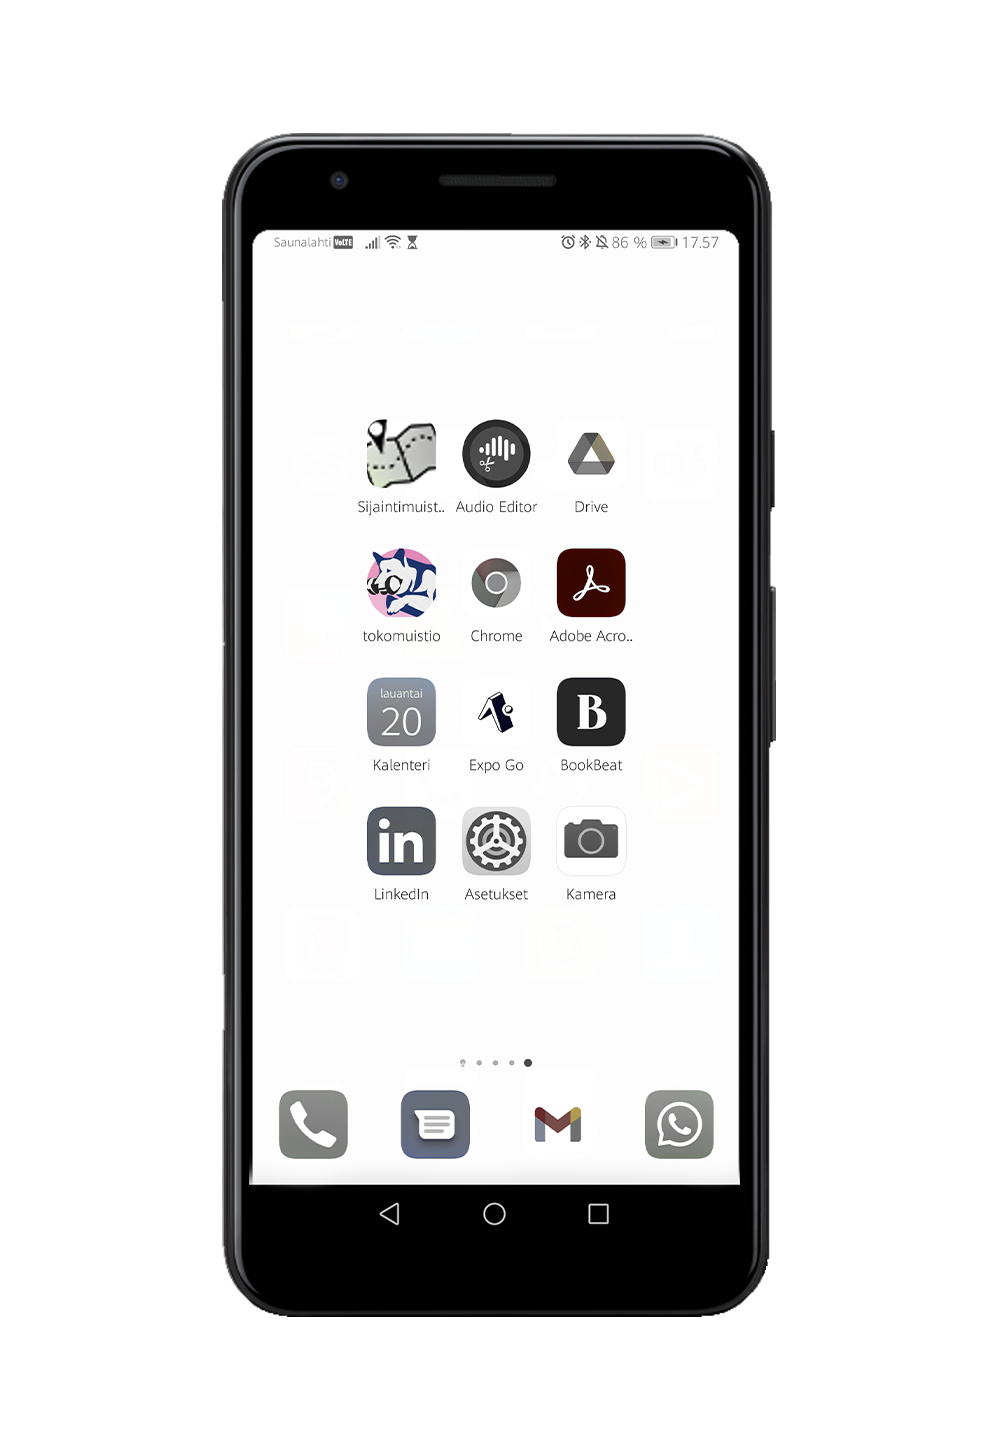 Saunalahti VoLTE 86 % 17.57
Sijaintimuist.. Audio Editor Drive
tokomuistio Chrome Adobe Acro..
lauantai
20
B
Kalenteri Expo Go BookBeat
in
LinkedIn Asetukset Kamera